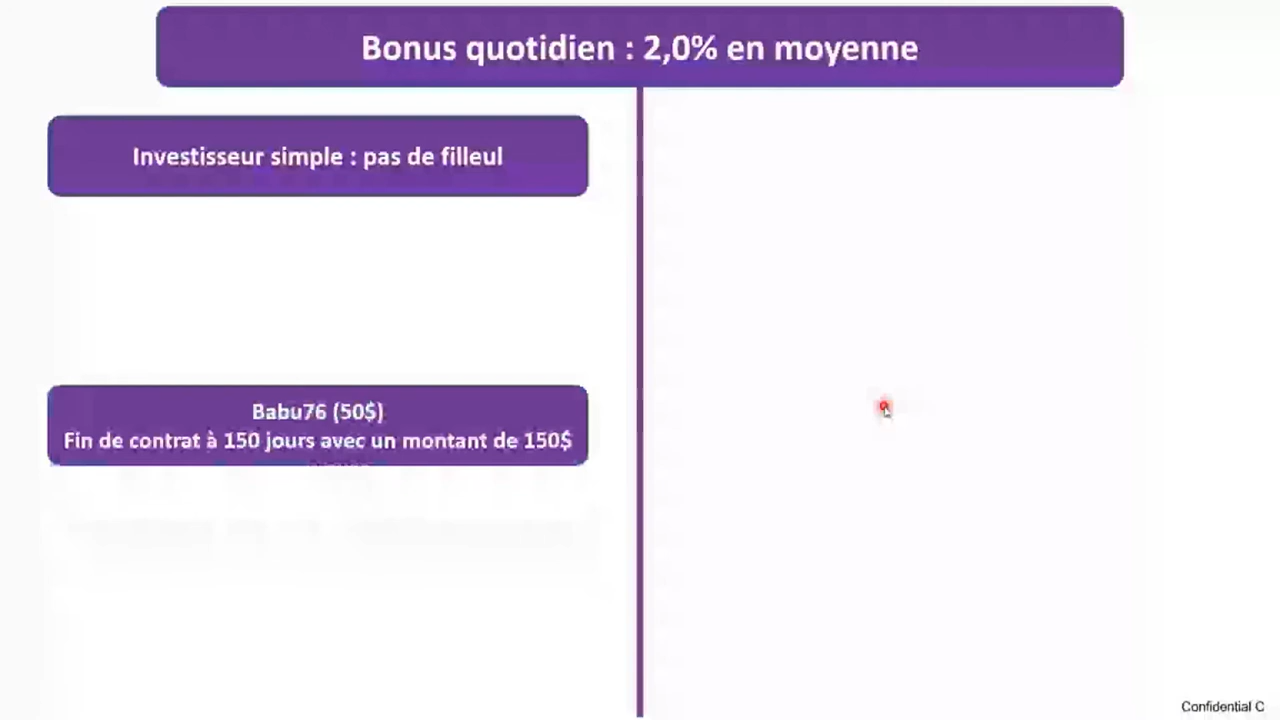 Bonus quotidien : 2,0% en moyenne
Investisseur simple : pas de filleul
Babu76 (50$)
Fin de contrat à 150 jours avec un montant de 150$
Confidential C